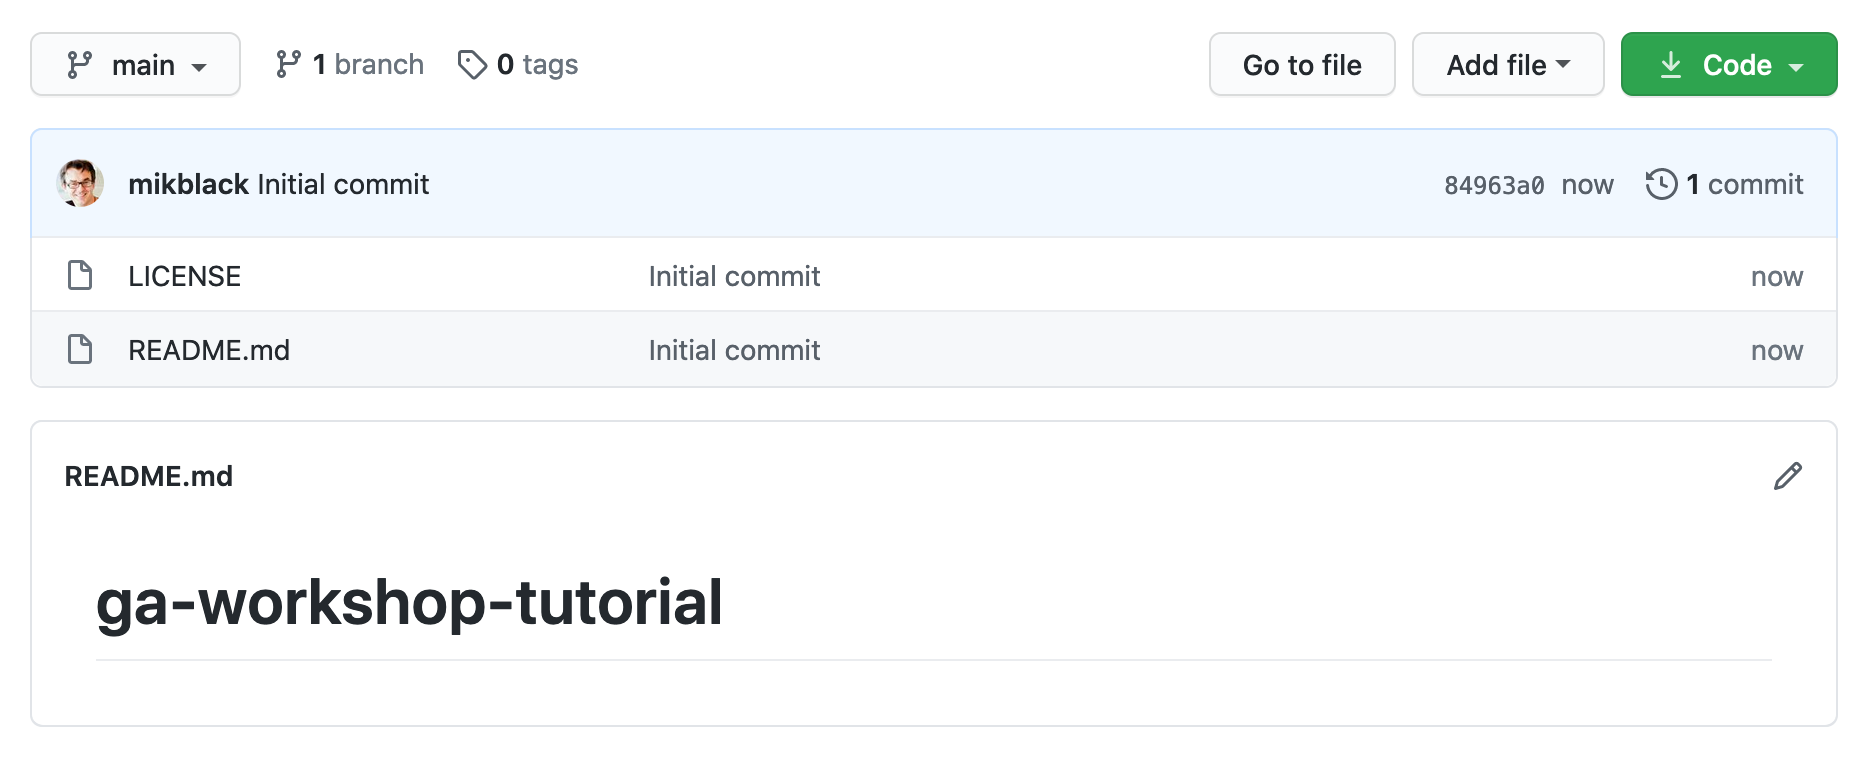 main 1 branch 0 tags Go to file Add file Code
mikblack Initial commit 84963a0 now 1 commit
LICENSE Initial commit now
README.md Initial commit now
README.md
ga-workshop-tutorial